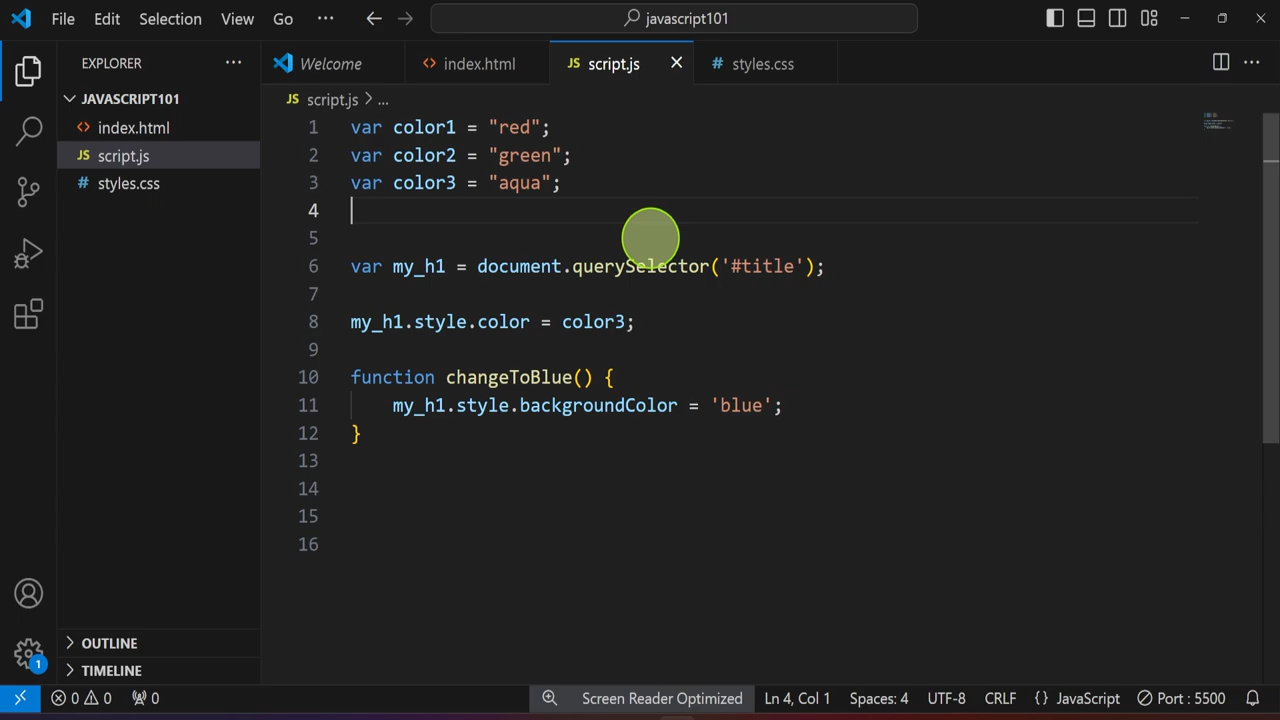 File Edit Selection View Go ··· javascript101
EXPLORER ···
JAVASCRIPT101
<> index.html
JS script.js
# styles.css
OUTLINE
TIMELINE
Welcome <> index.html JS script.js # styles.css ···
JS script.js > ...
1 var color1 = "red";
2 var color2 = "green";
3 var color3 = "aqua";
4
5
6 var my_h1 = document.querySelector('#title');
7
8 my_h1.style.color = color3;
9
10 function changeToBlue() {
11 my_h1.style.backgroundColor = 'blue';
12 }
13
14
15
16
1
0 0 0 Screen Reader Optimized Ln 4, Col 1 Spaces: 4 UTF-8 CRLF {} JavaScript Port : 5500